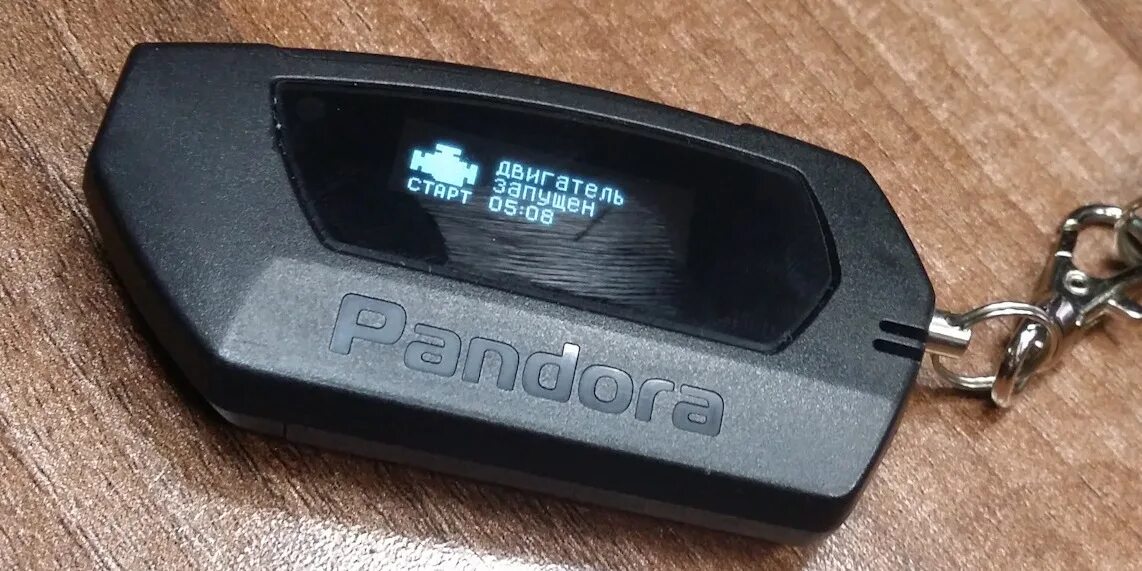 двигатель
запущен
СТАРТ 05:08
Pandora